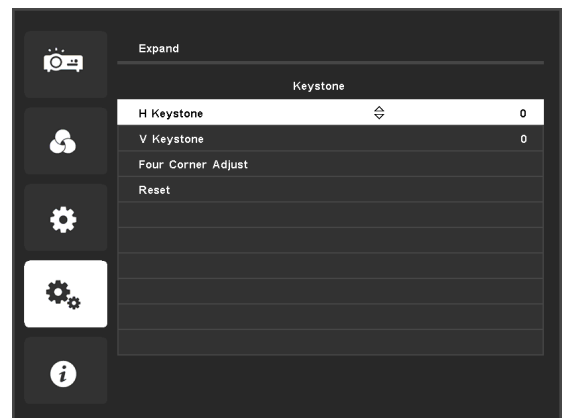 Expand
Keystone
H Keystone 0
V Keystone 0
Four Corner Adjust
Reset